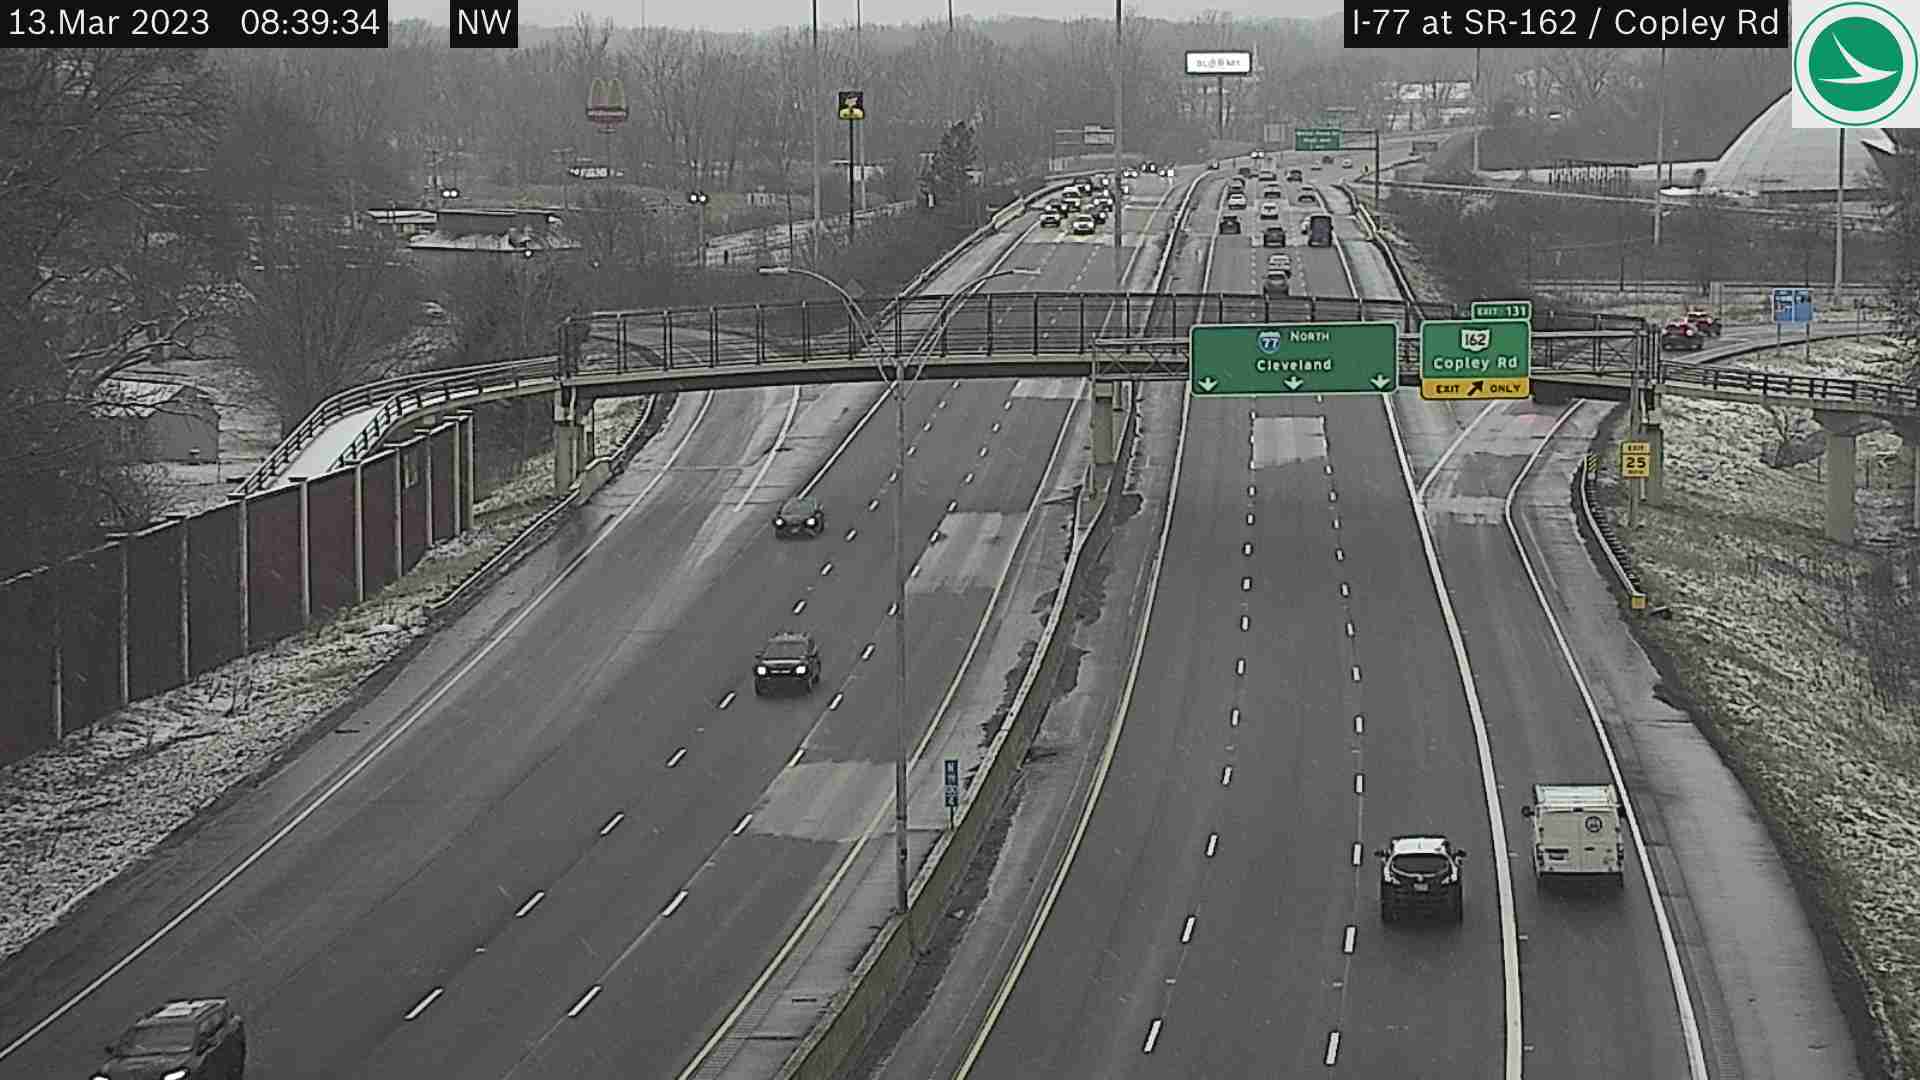 13.Mar 2023 08:39:34
NW
I-77 at SR-162 / Copley Rd
EXIT 131
77 NORTH
Cleveland
162
Copley Rd
EXIT ONLY
EXIT
25